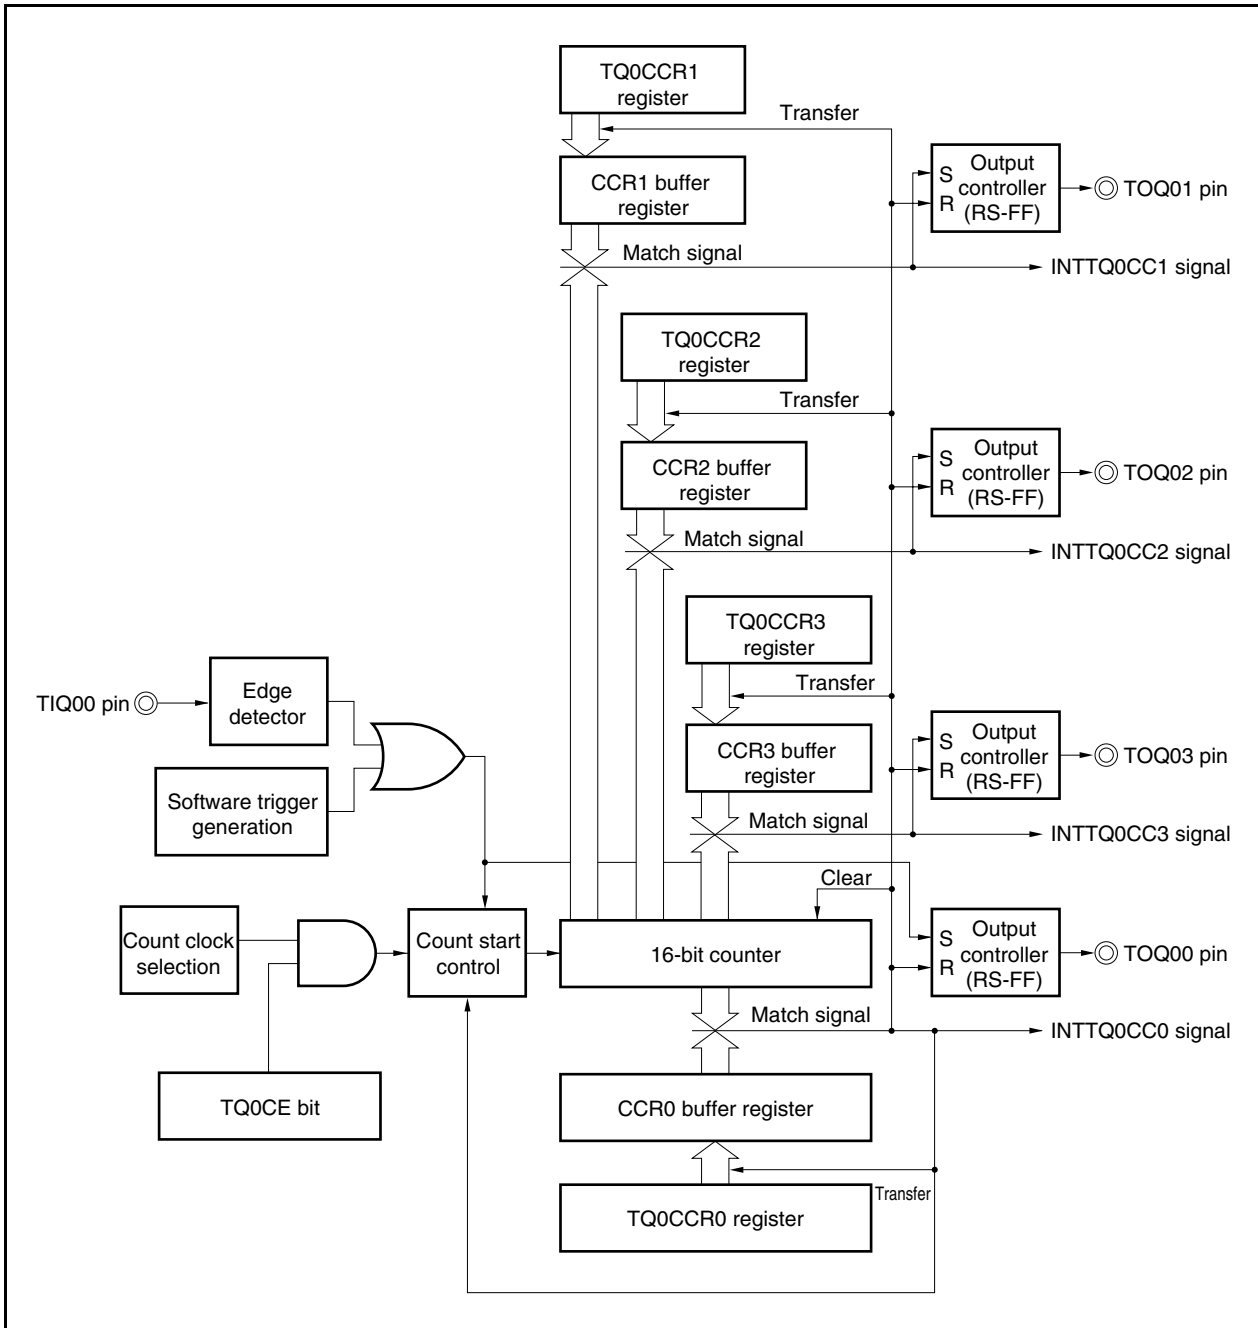 TQ0CCR1
register
Transfer
CCR1 buffer
register
S
R
Output
controller
(RS-FF)
TOQ01 pin
Match signal
INTTQ0CC1 signal
TQ0CCR2
register
Transfer
CCR2 buffer
register
S
R
Output
controller
(RS-FF)
TOQ02 pin
Match signal
INTTQ0CC2 signal
TQ0CCR3
register
Transfer
TIQ00 pin
Edge
detector
CCR3 buffer
register
S
R
Output
controller
(RS-FF)
TOQ03 pin
Software trigger
generation
Match signal
INTTQ0CC3 signal
Clear
Count clock
selection
Count start
control
16-bit counter
S
R
Output
controller
(RS-FF)
TOQ00 pin
Match signal
INTTQ0CC0 signal
TQ0CE bit
CCR0 buffer register
Transfer
TQ0CCR0 register